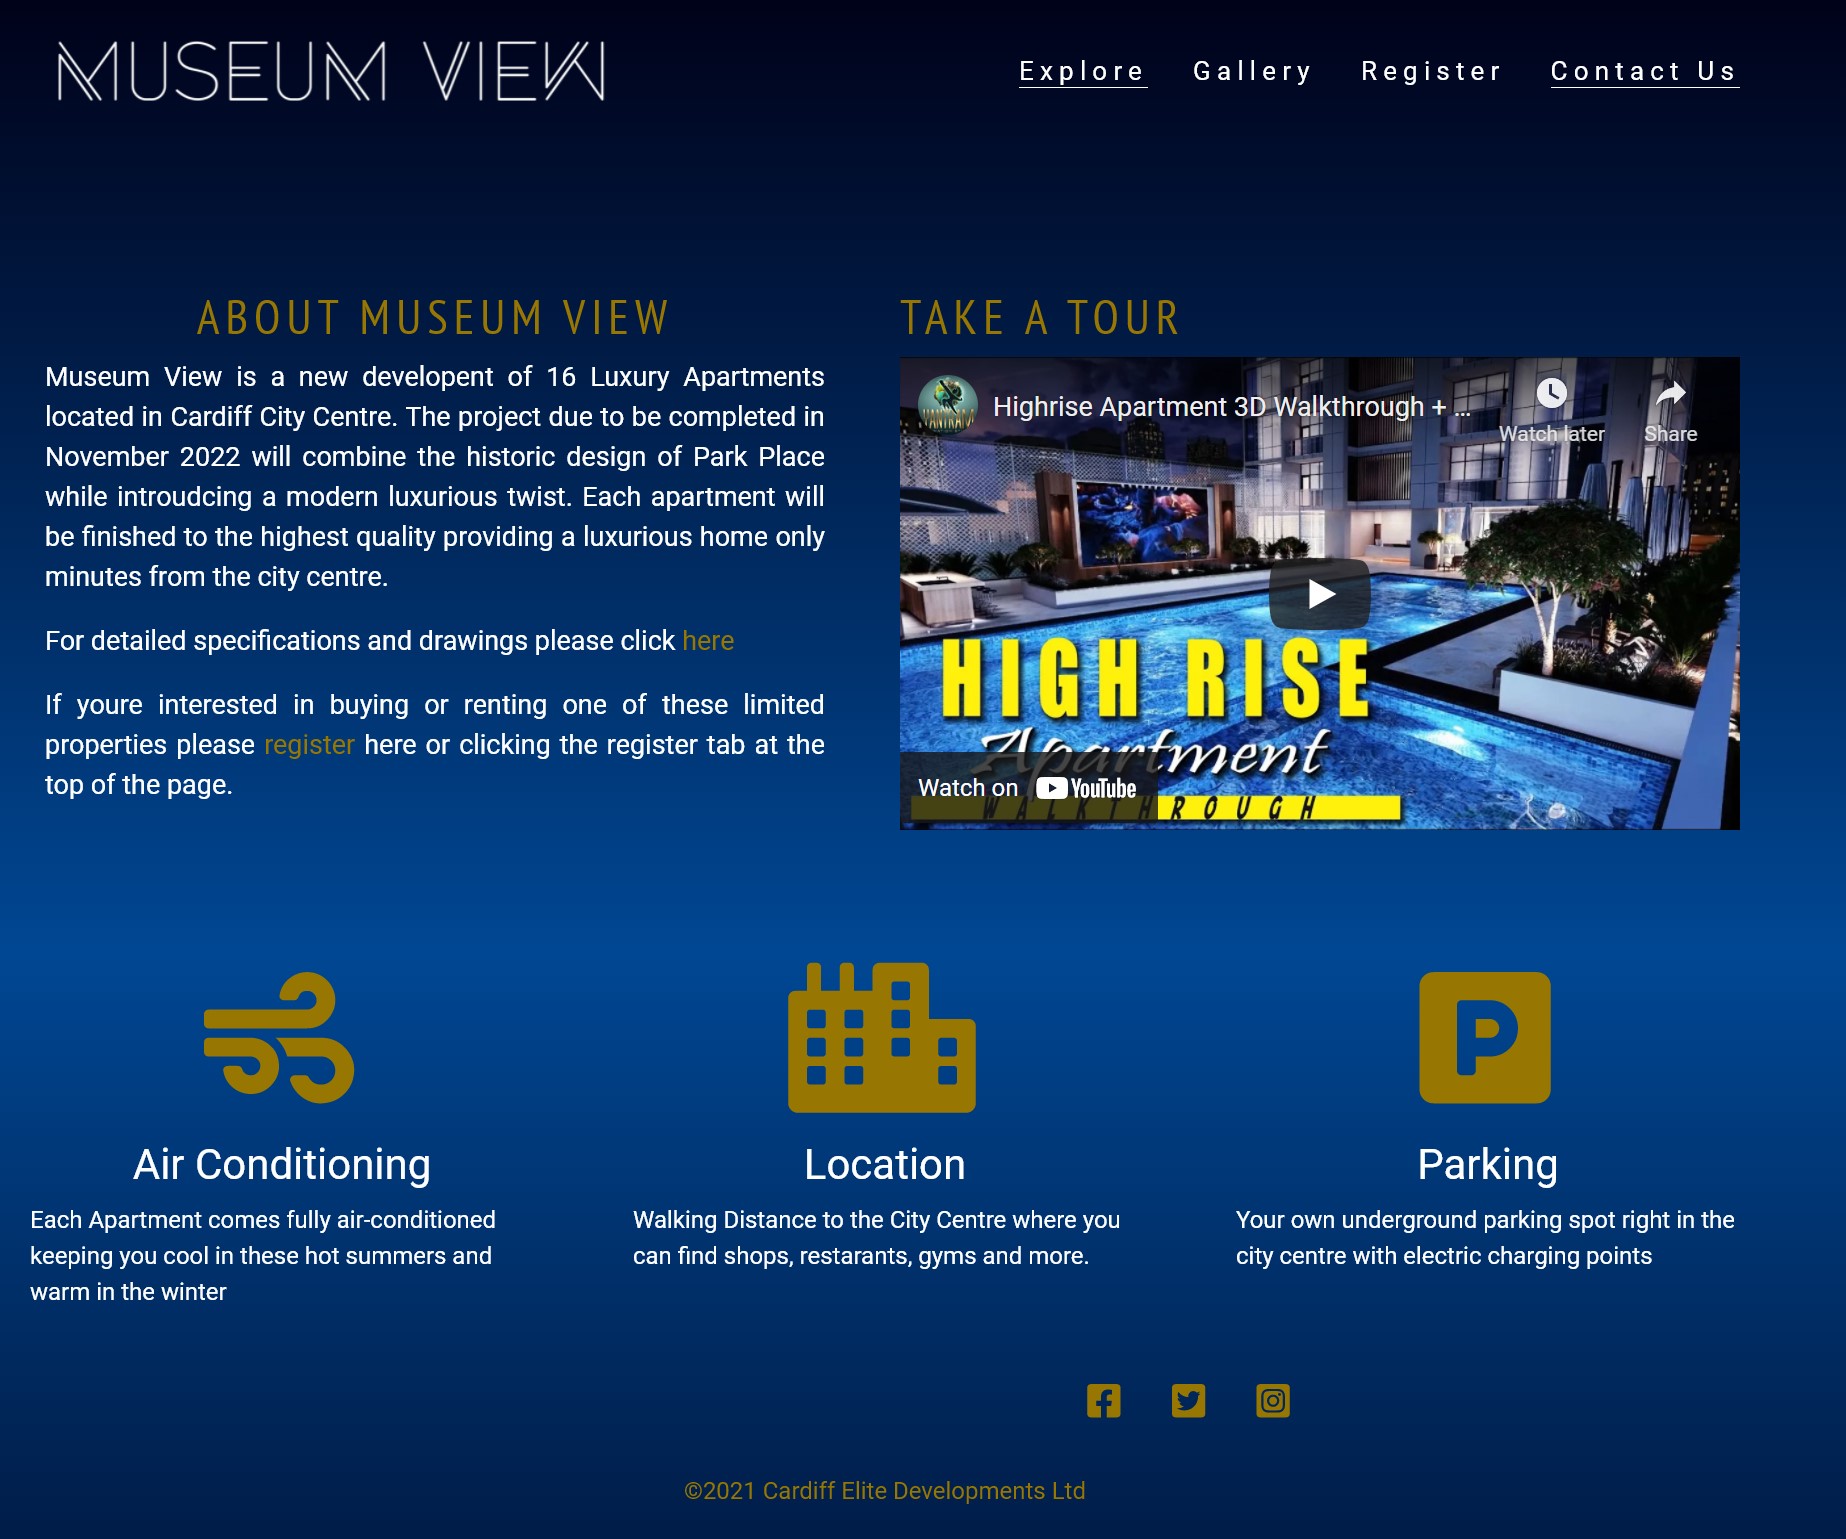 MUSEUM VIEW
Explore Gallery Register Contact Us
ABOUT MUSEUM VIEW
Museum View is a new developent of 16 Luxury Apartments
located in Cardiff City Centre. The project due to be completed in
November 2022 will combine the historic design of Park Place
while introudcing a modern luxurious twist. Each apartment will
be finished to the highest quality providing a luxurious home only
minutes from the city centre.
For detailed specifications and drawings please click here
If youre interested in buying or renting one of these limited
properties please register here or clicking the register tab at the
top of the page.
TAKE A TOUR
Highrise Apartment 3D Walkthrough + ...
Watch later Share
HIGH RISE
Apartment
WALKTHROUGH
Watch on YouTube
Air Conditioning
Each Apartment comes fully air-conditioned
keeping you cool in these hot summers and
warm in the winter
Location
Walking Distance to the City Centre where you
can find shops, restarants, gyms and more.
P
Parking
Your own underground parking spot right in the
city centre with electric charging points
©2021 Cardiff Elite Developments Ltd